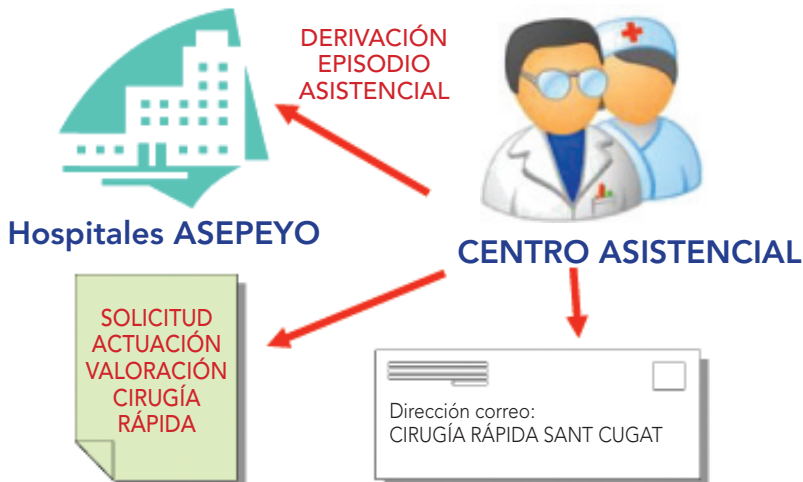 DERIVACIÓN
EPISODIO
ASISTENCIAL
Hospitales ASEPEYO
CENTRO ASISTENCIAL
SOLICITUD
ACTUACIÓN
VALORACIÓN
CIRUGÍA
RÁPIDA
Dirección correo:
CIRUGÍA RÁPIDA SANT CUGAT